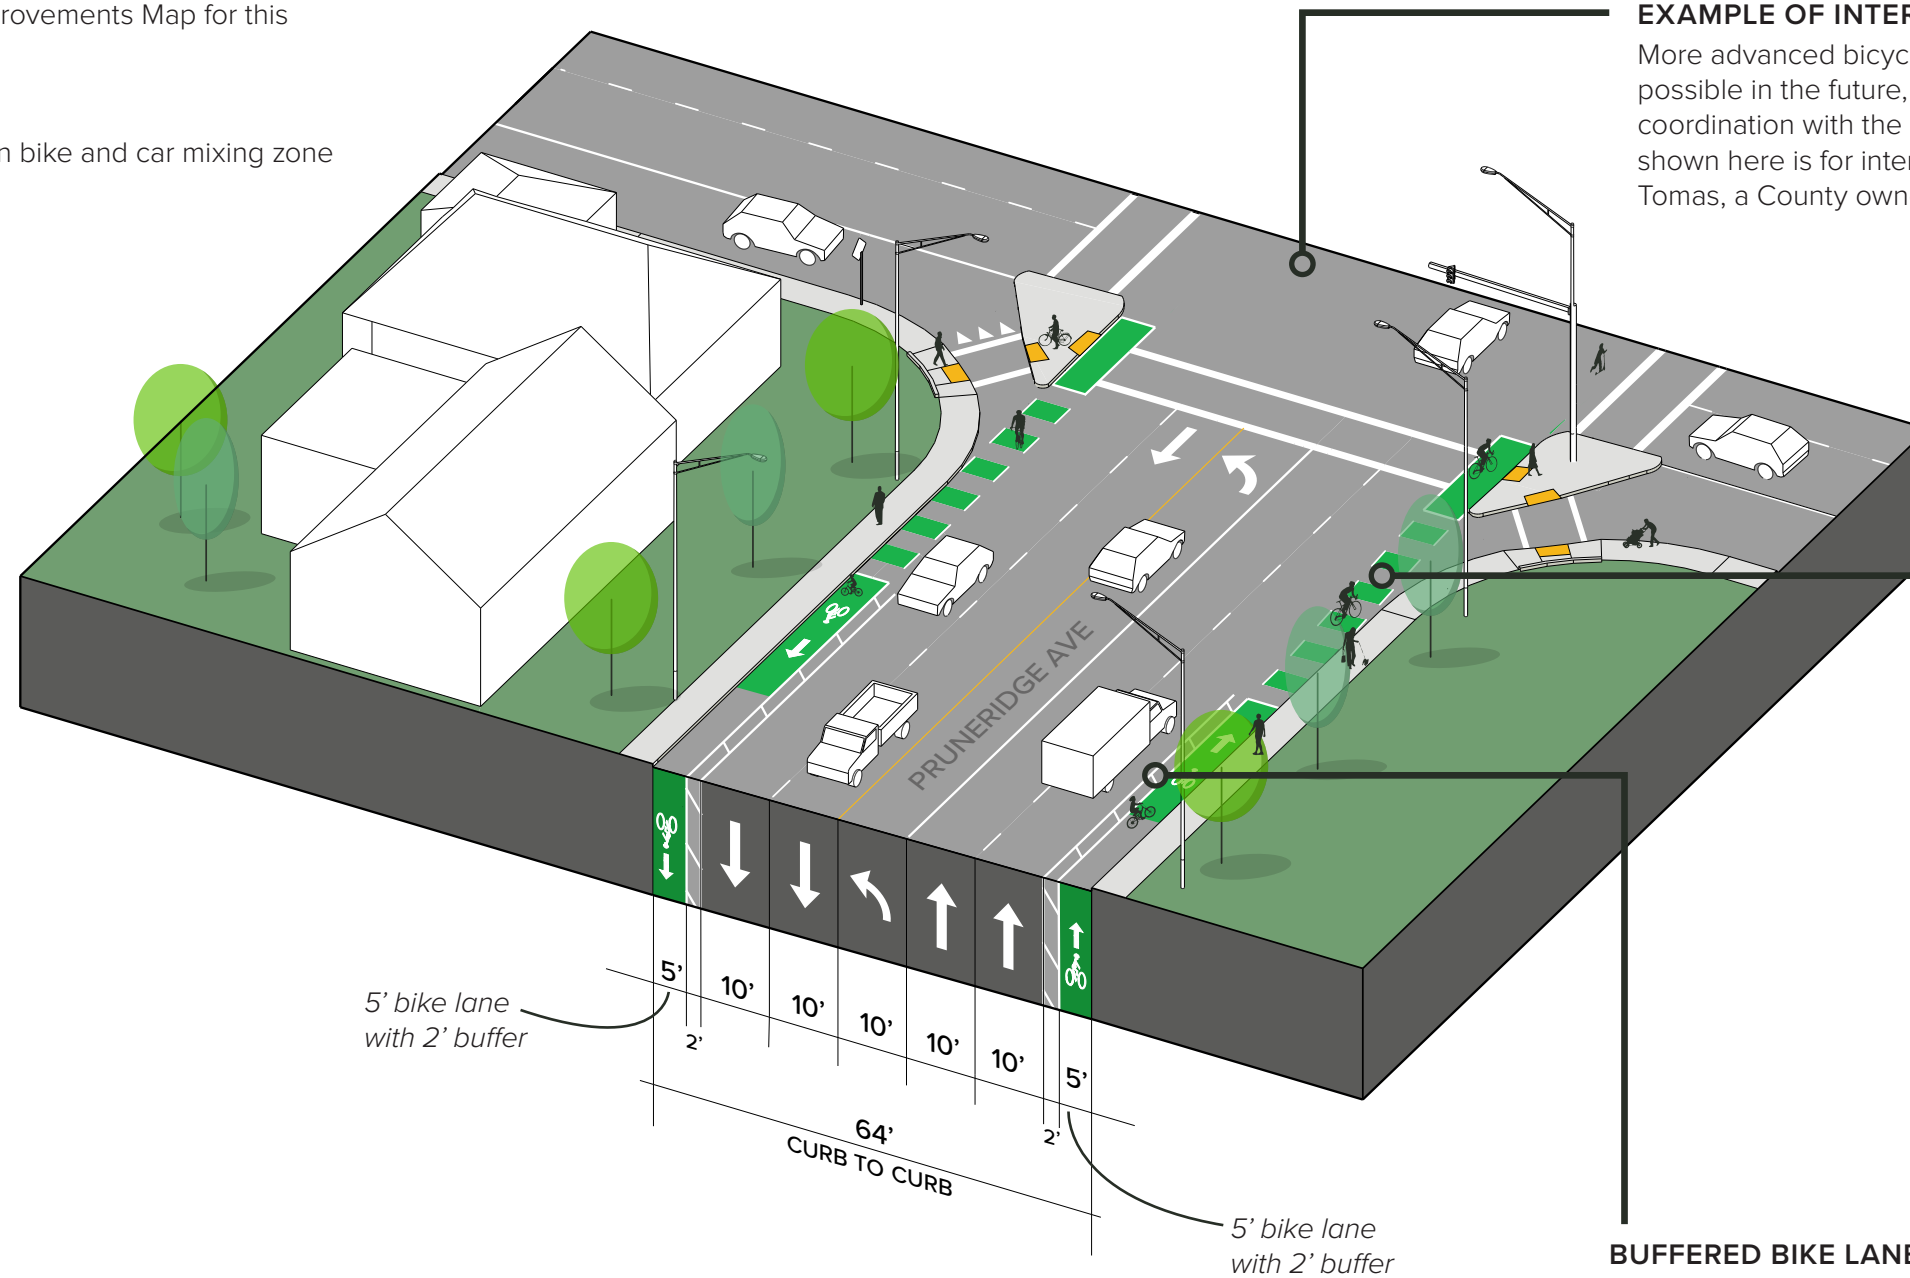 rovements Map for this
n bike and car mixing zone
EXAMPLE OF INTER
More advanced bicyc
possible in the future,
coordination with the
shown here is for inter
Tomas, a County own
PRUNERIDGE AVE
5’ bike lane
with 2’ buffer
5’
2’
10’
10’
10’
10’
10’
2’
5’
64’
CURB TO CURB
5’ bike lane
with 2’ buffer
BUFFERED BIKE LANE